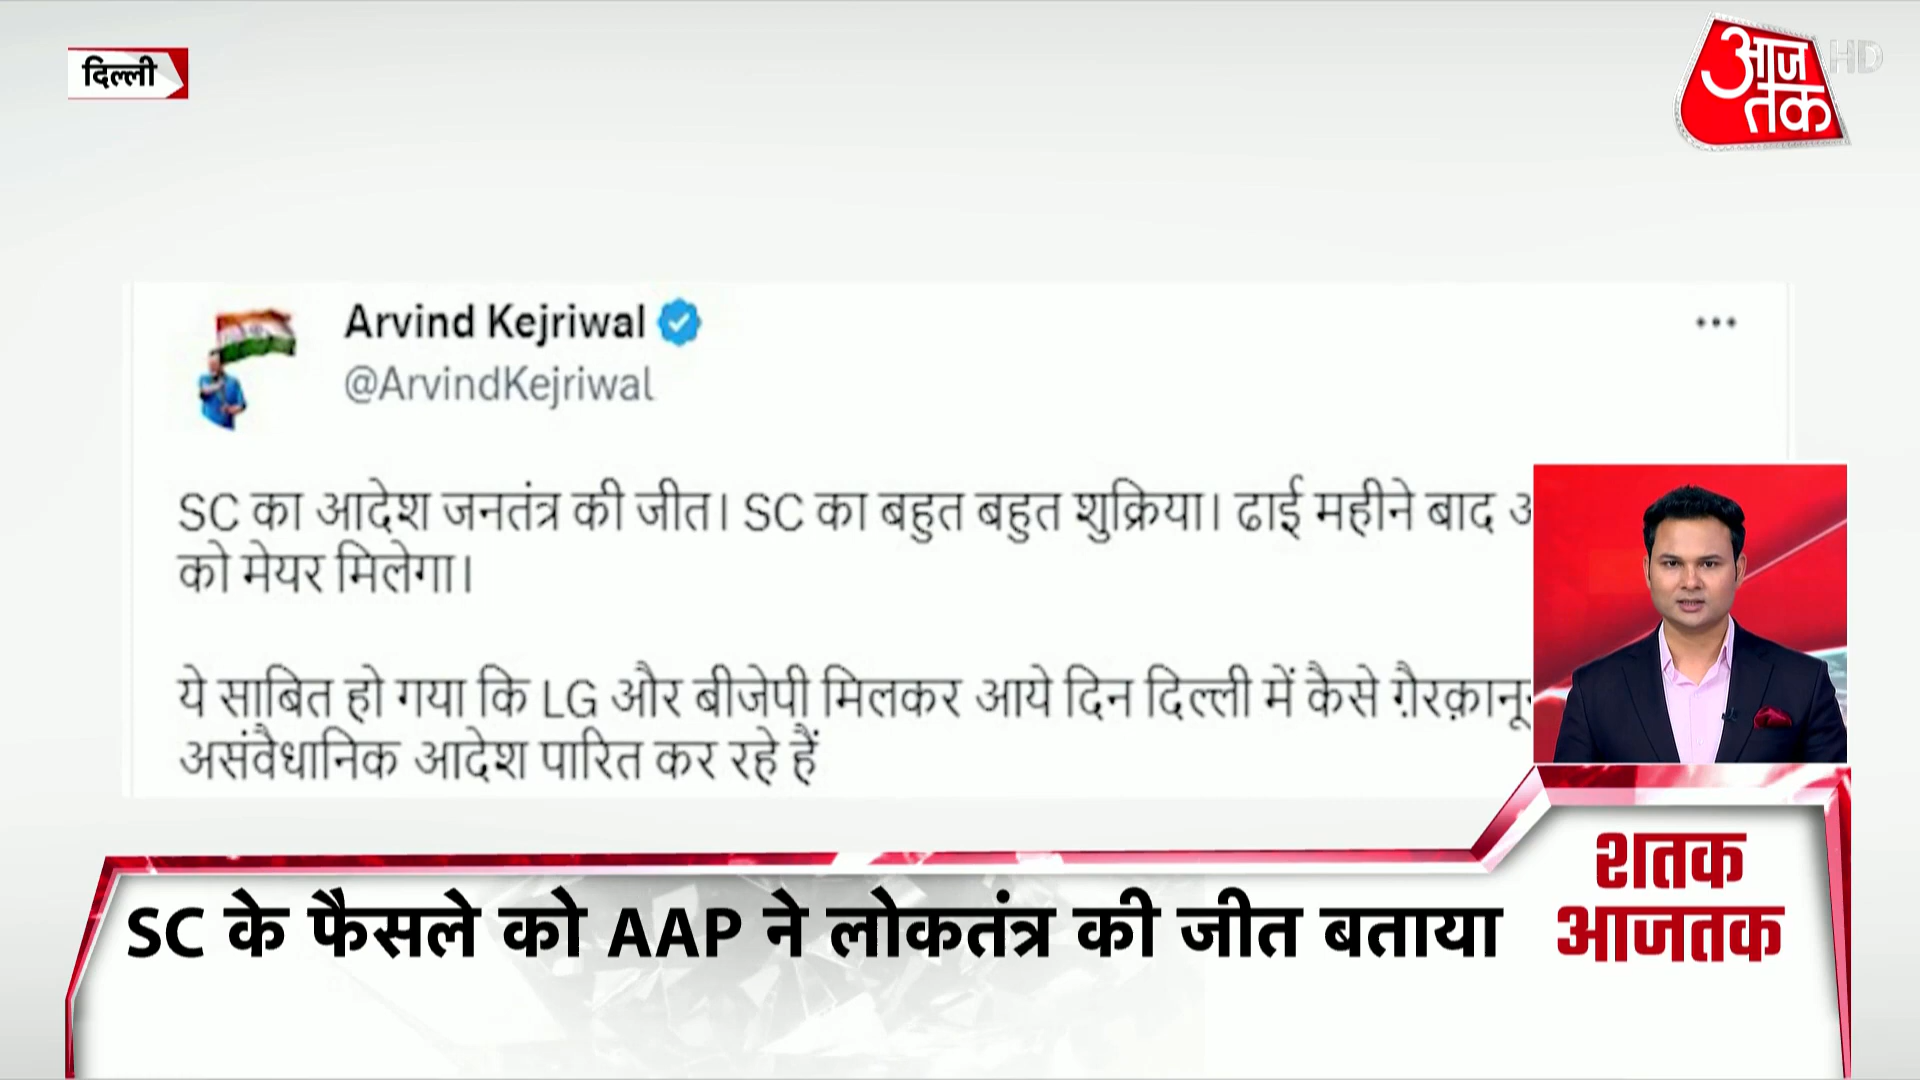 दिल्ली
आज
तक
HD
Arvind Kejriwal
@ArvindKejriwal
SC का आदेश जनतंत्र की जीत। SC का बहुत बहुत शुक्रिया। ढाई महीने बाद
को मेयर मिलेगा।
ये साबित हो गया कि LG और बीजेपी मिलकर आये दिन दिल्ली में कैसे
असंवैधानिक आदेश पारित कर रहे हैं
SC के फैसले को AAP ने लोकतंत्र की जीत बताया
शतक
आजतक